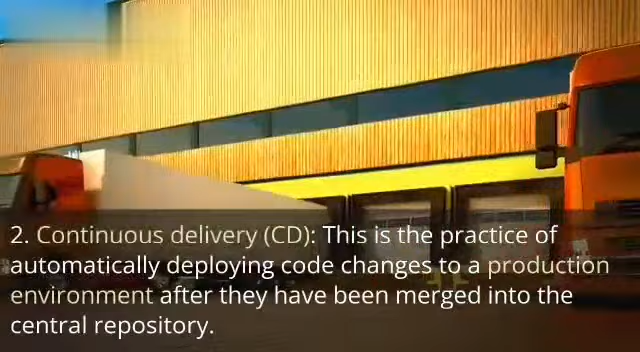 2. Continuous delivery (CD): This is the practice of
automatically deploying code changes to a production
environment after they have been merged into the
central repository.